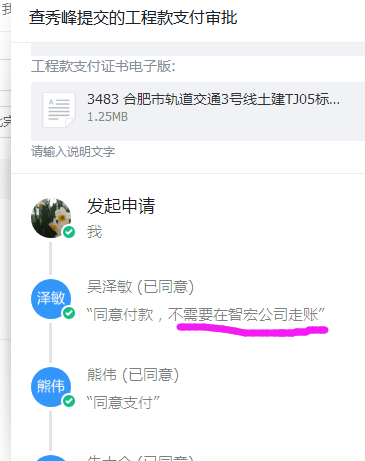 查秀峰提交的工程款支付审批
工程款支付证书电子版:
3483 合肥市轨道交通3号线土建TJ05标...
1.25MB
请输入说明文字
发起申请
我
泽敏
吴泽敏 (已同意)
“同意付款，不需要在智宏公司走账”
熊伟
熊伟 (已同意)
“同意支付”